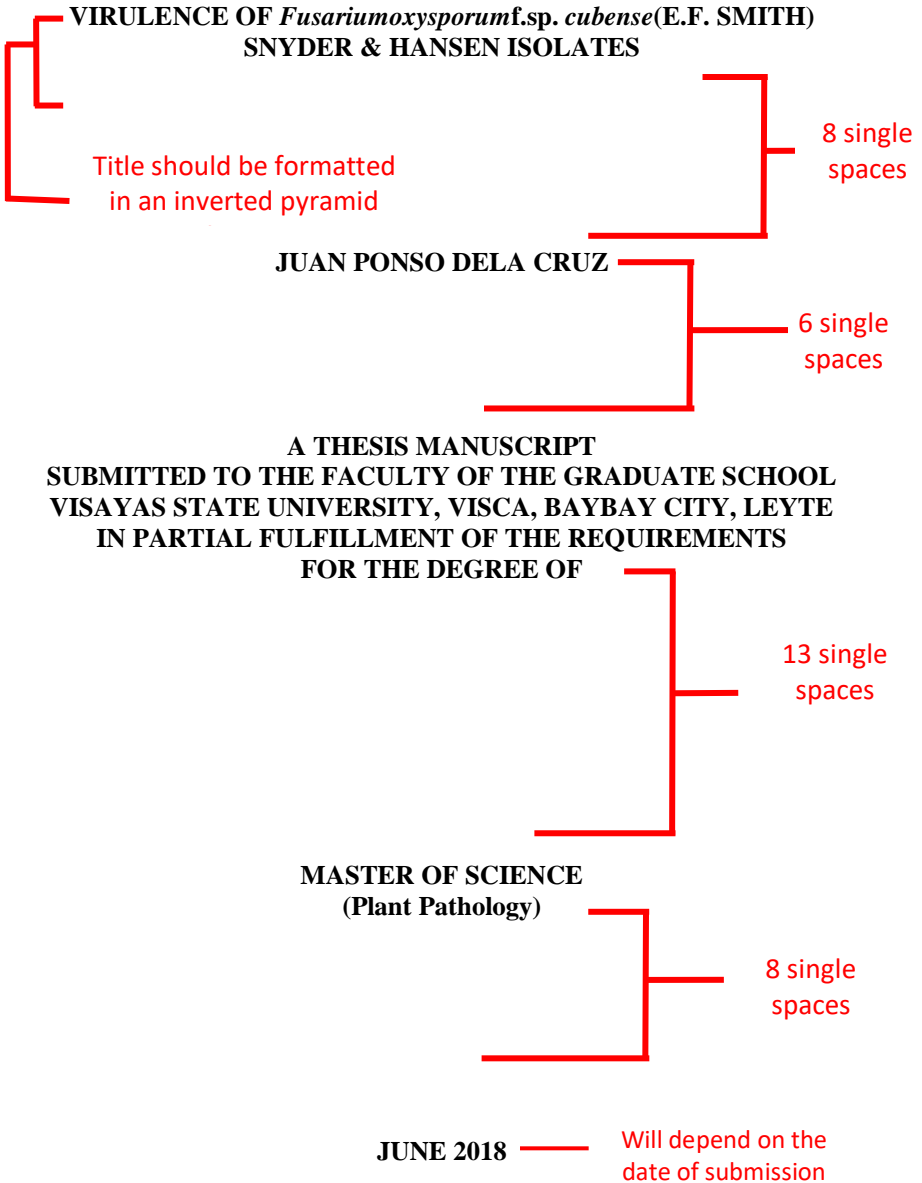 VIRULENCE OF Fusariumoxysporumf.sp. cubense(E.F. SMITH)
SNYDER & HANSEN ISOLATES
8 single
spaces
Title should be formatted
in an inverted pyramid
JUAN PONSO DELA CRUZ
6 single
spaces
A THESIS MANUSCRIPT
SUBMITTED TO THE FACULTY OF THE GRADUATE SCHOOL
VISAYAS STATE UNIVERSITY, VISCA, BAYBAY CITY, LEYTE
IN PARTIAL FULFILLMENT OF THE REQUIREMENTS
FOR THE DEGREE OF
13 single
spaces
MASTER OF SCIENCE
(Plant Pathology)
8 single
spaces
JUNE 2018
Will depend on the
date of submission